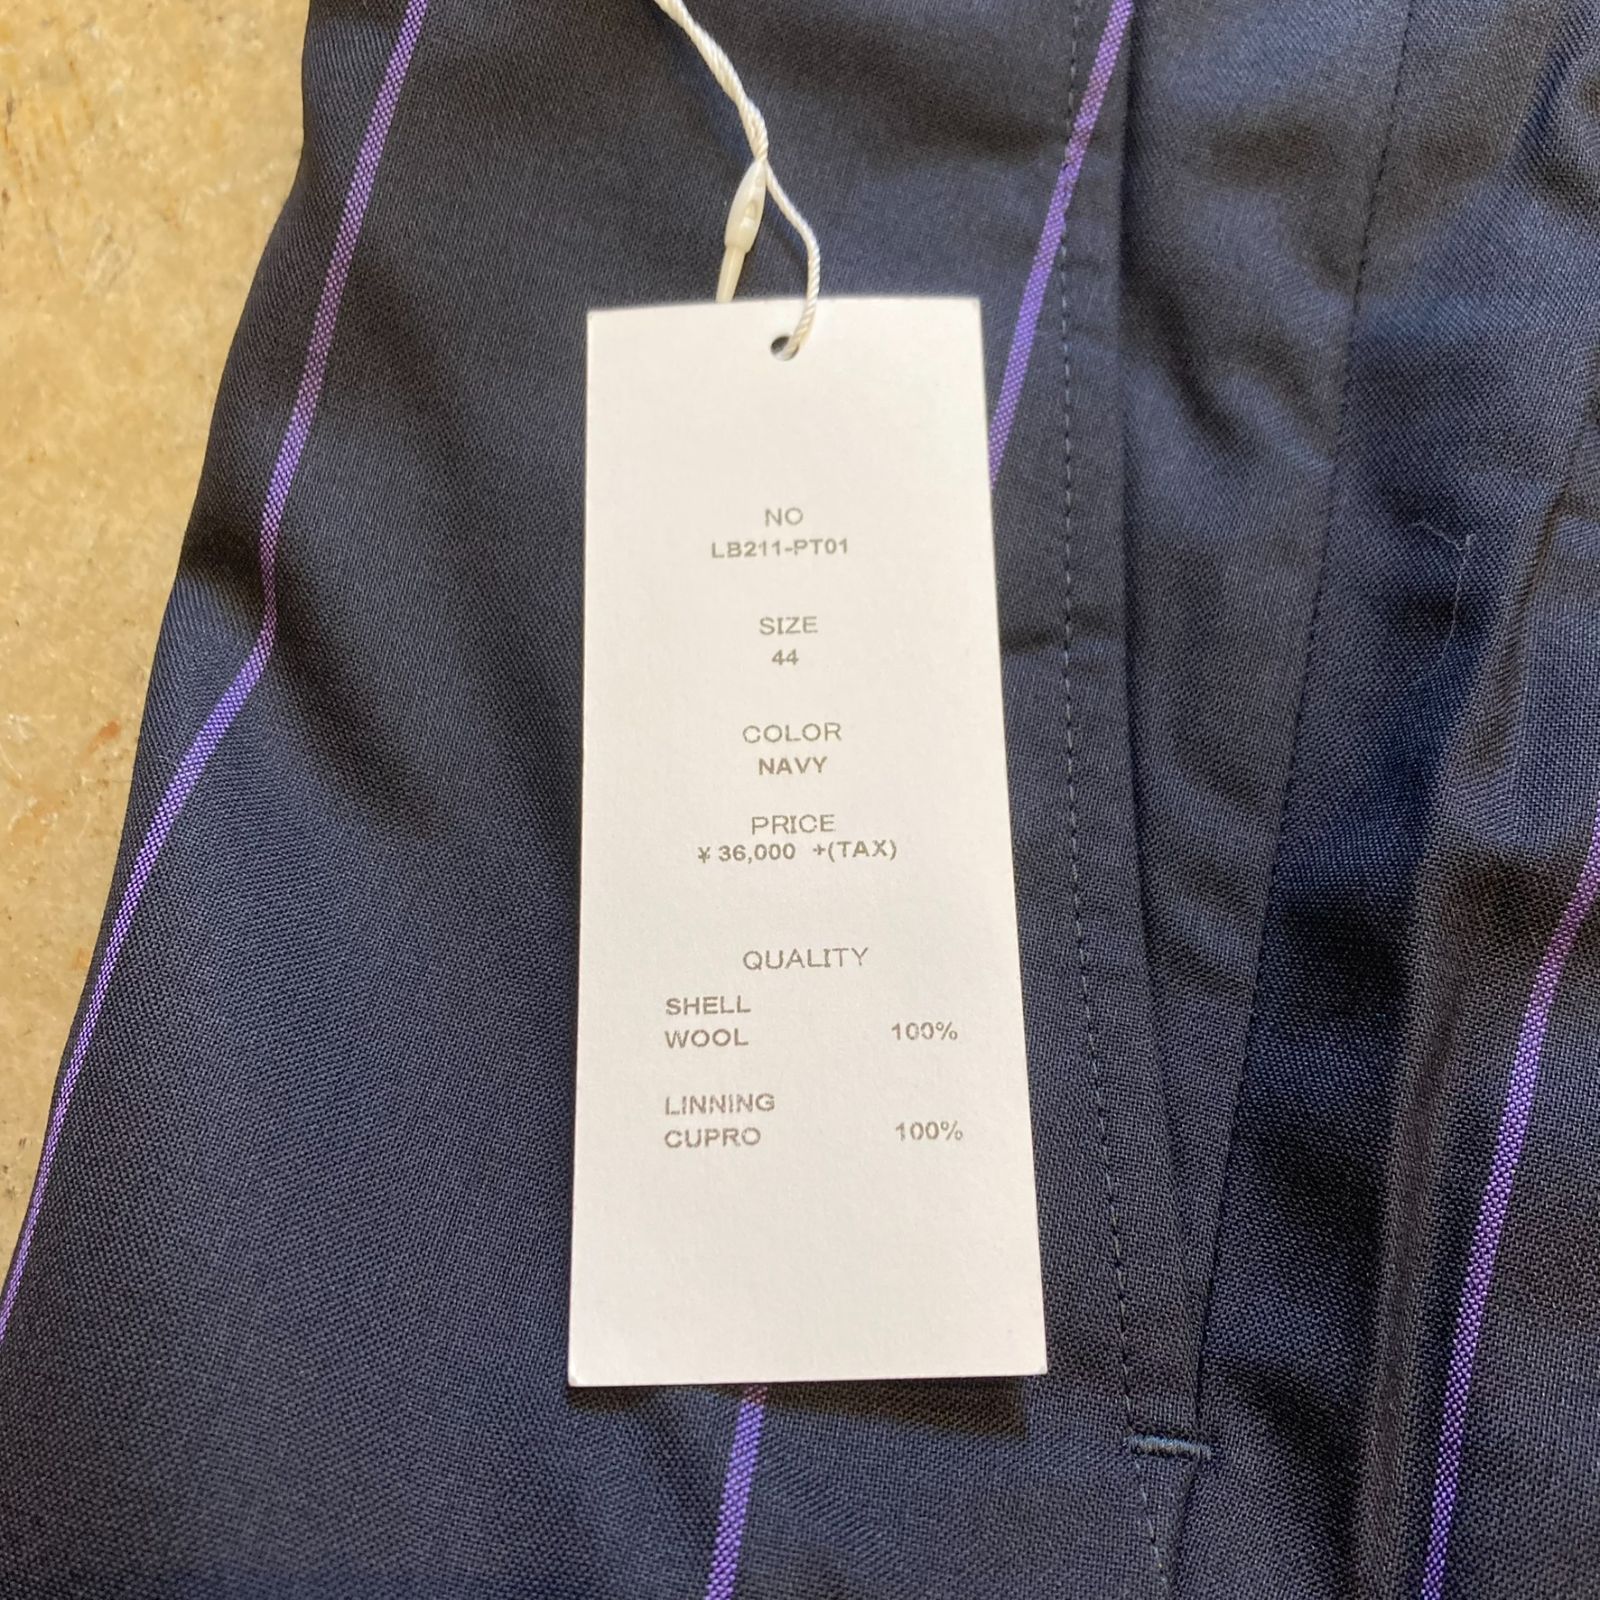 NO
LB211-PT01
SIZE
44
COLOR
NAVY
PRICE
¥ 36,000 +(TAX)
QUALITY
SHELL
WOOL 100%
LINNING
CUPRO 100%